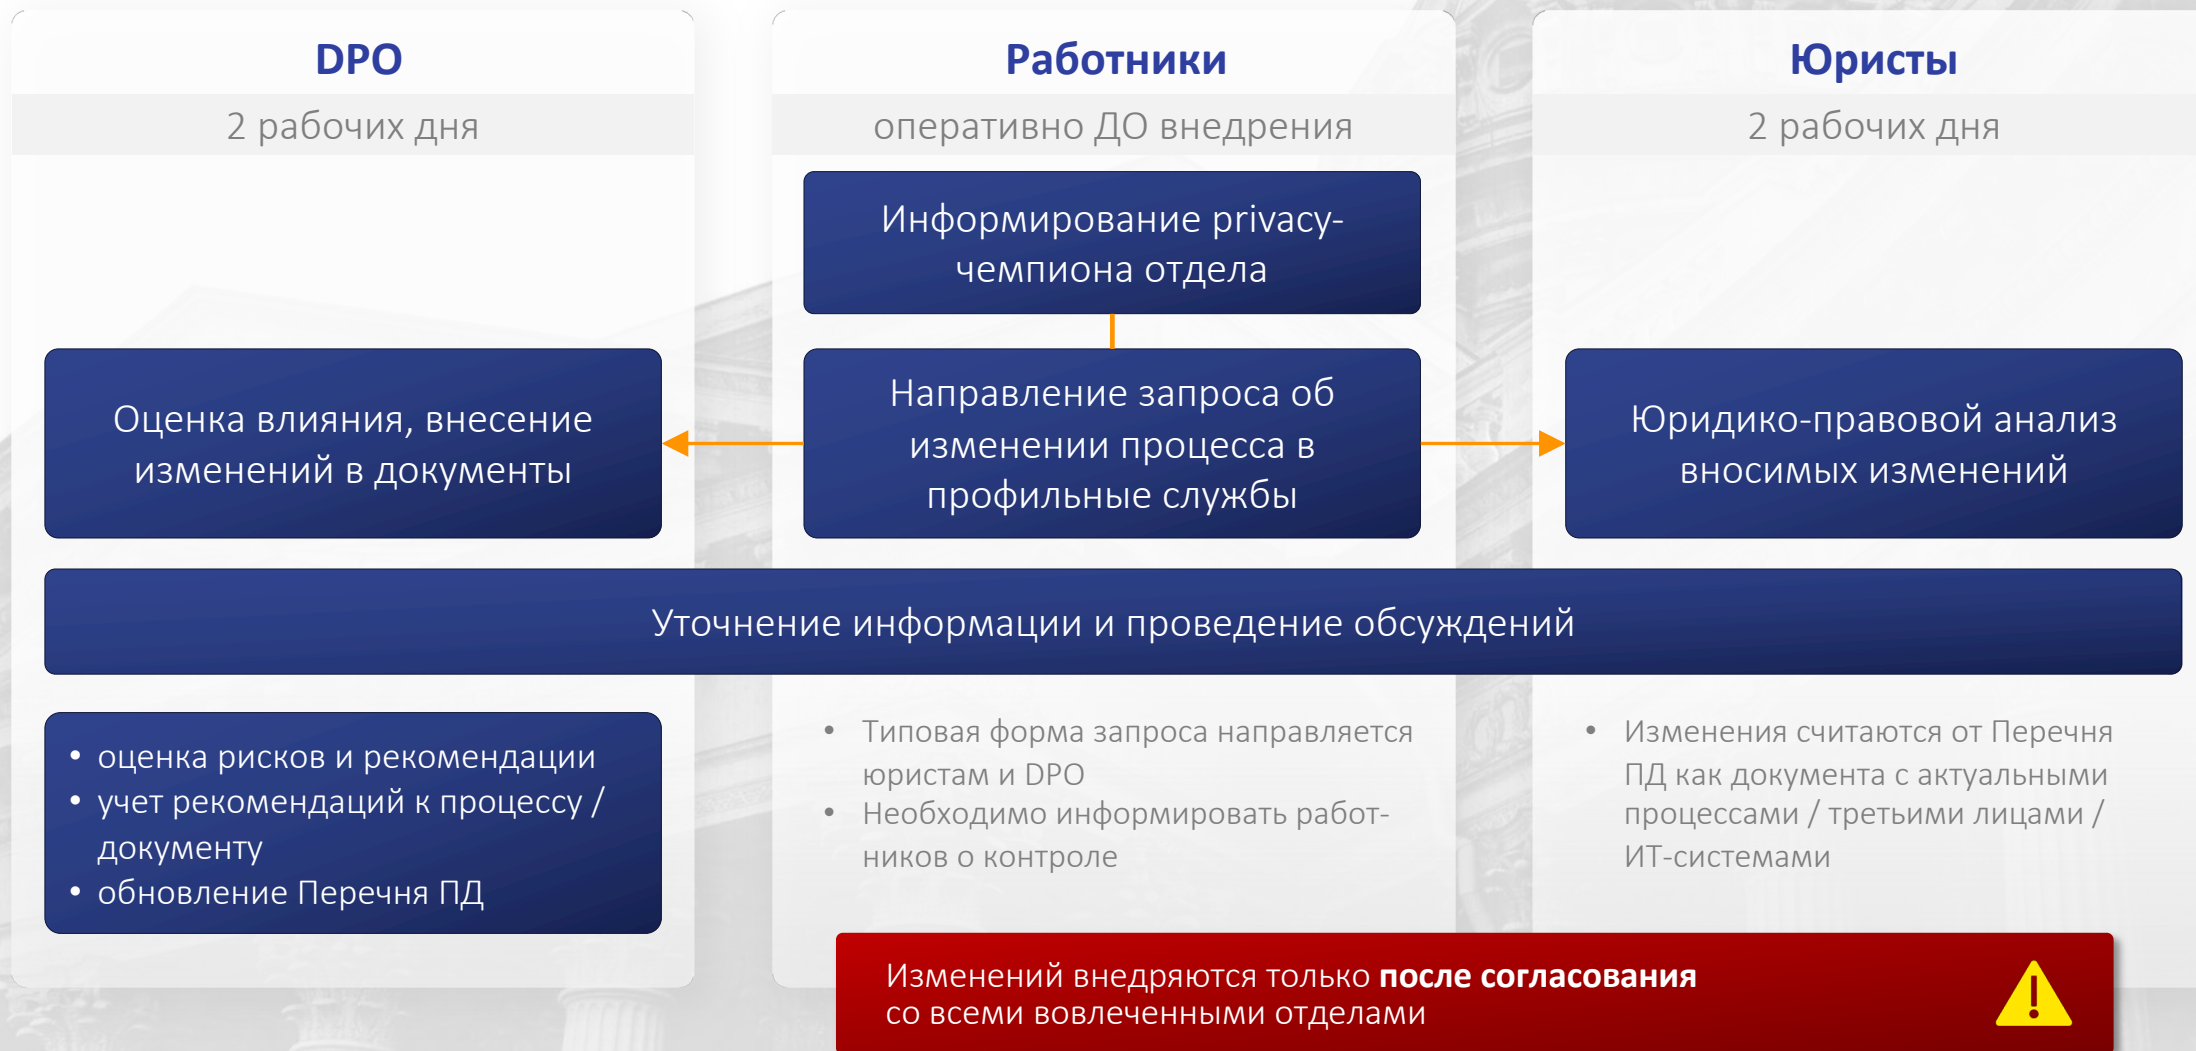 DPO
2 рабочих дня
Работники
оперативно ДО внедрения
Юристы
2 рабочих дня
Информирование privacy-
чемпиона отдела
Оценка влияния, внесение
изменений в документы
Направление запроса об
изменении процесса в
профильные службы
Юридико-правовой анализ
вносимых изменений
Уточнение информации и проведение обсуждений
• оценка рисков и рекомендации
• учет рекомендаций к процессу /
документу
• обновление Перечня ПД
• Типовая форма запроса направляется
юристам и DPO
• Необходимо информировать работ-
ников о контроле
• Изменения считаются от Перечня
ПД как документа с актуальными
процессами / третьими лицами /
ИТ-системами
Изменений внедряются только после согласования
со всеми вовлеченными отделами